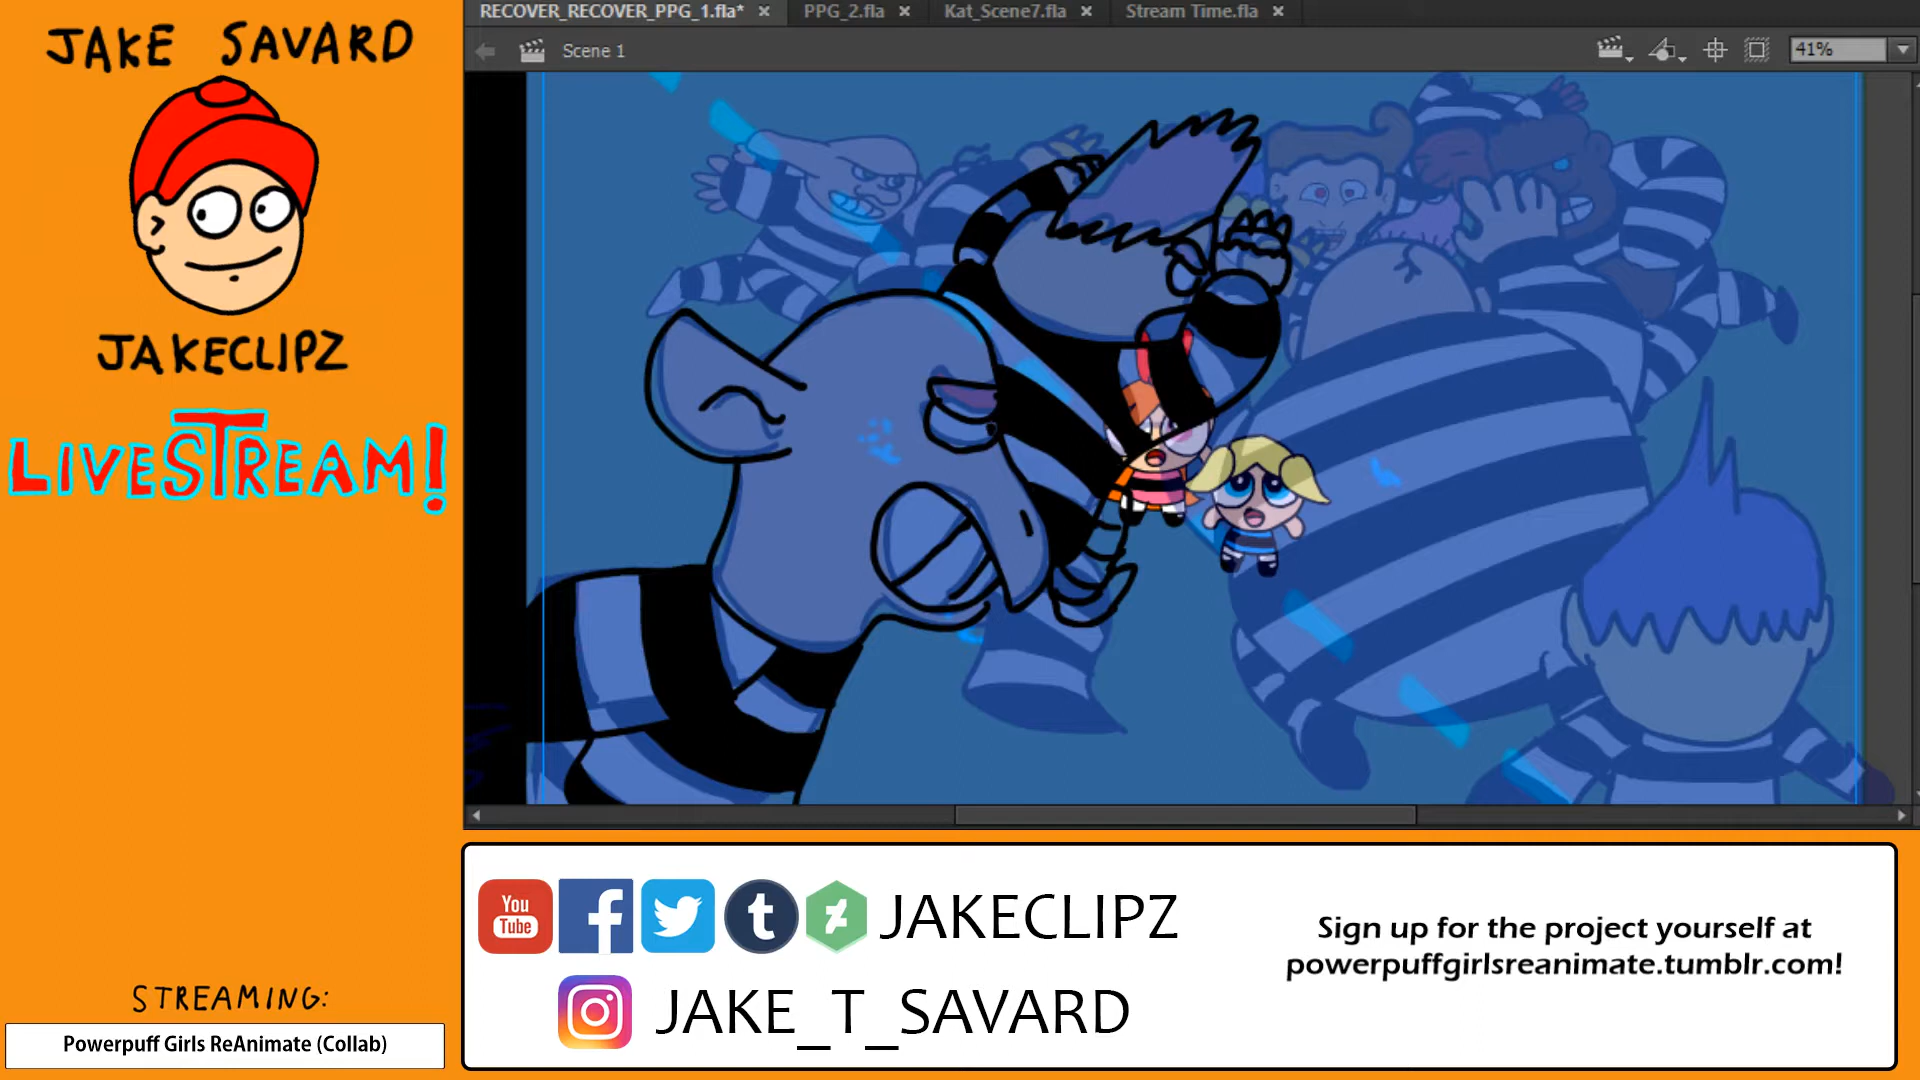 JAKE SAVARD
JAKECLIPZ
LIVESTREAM!
STREAMING:
Powerpuff Girls ReAnimate (Collab)
RECOVER_RECOVER_PPG_1.fla*
PPG_2.fla
Kat_Scene7.fla
Stream Time.fla
Scene 1
41%
You
Tube
JAKECLIPZ
JAKE_T_SAVARD
Sign up for the project yourself at
powerpuffgirlsreanimate.tumblr.com!